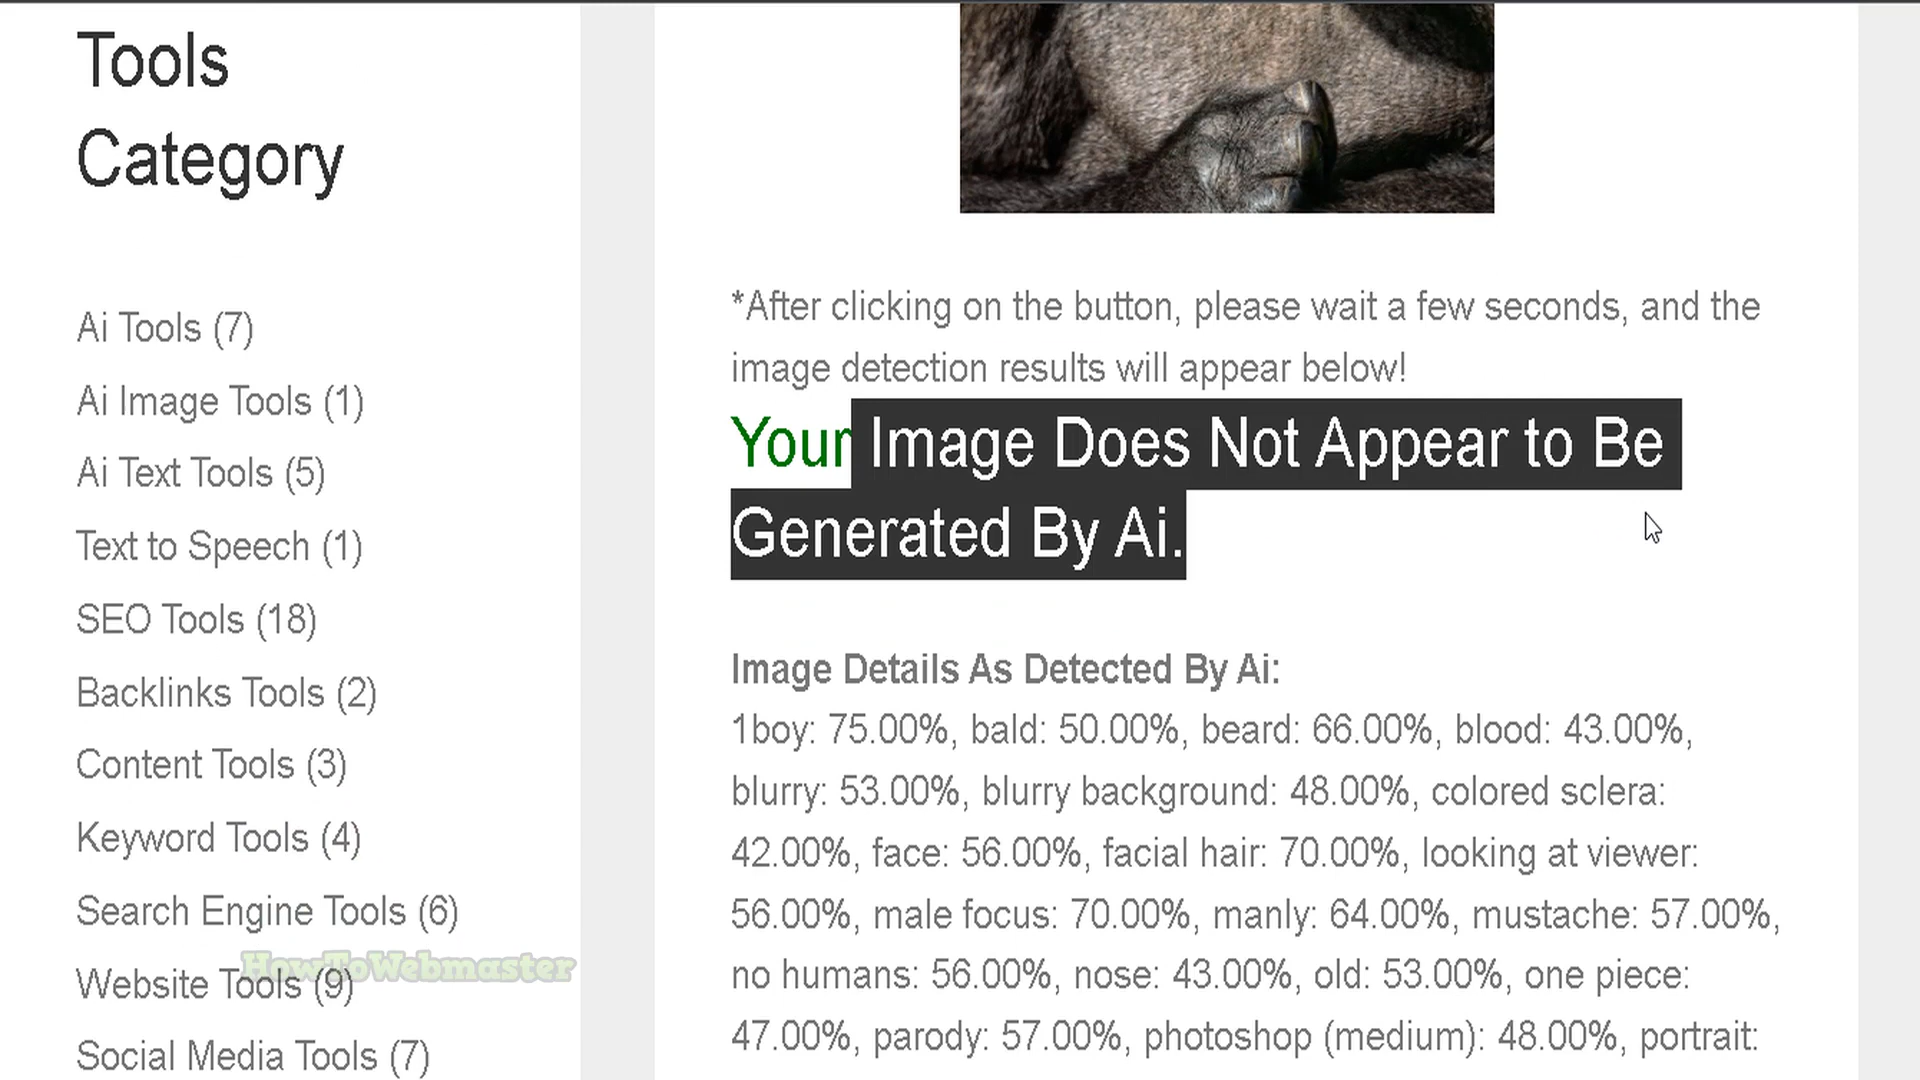 Tools
Category
Ai Tools (7)
Ai Image Tools (1)
Ai Text Tools (5)
Text to Speech (1)
SEO Tools (18)
Backlinks Tools (2)
Content Tools (3)
Keyword Tools (4)
Search Engine Tools (6)
HowToWebmaster
Website Tools (9)
Social Media Tools (7)
*After clicking on the button, please wait a few seconds, and the
image detection results will appear below!
Your Image Does Not Appear to Be
Generated By Ai.
Image Details As Detected By Ai:
1boy: 75.00%, bald: 50.00%, beard: 66.00%, blood: 43.00%,
blurry: 53.00%, blurry background: 48.00%, colored sclera:
42.00%, face: 56.00%, facial hair: 70.00%, looking at viewer:
56.00%, male focus: 70.00%, manly: 64.00%, mustache: 57.00%,
no humans: 56.00%, nose: 43.00%, old: 53.00%, one piece:
47.00%, parody: 57.00%, photoshop (medium): 48.00%, portrait: